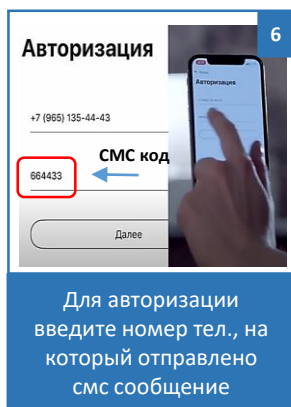 6
Авторизация
+7 (965) 135-44-43
СМС код
664433
Далее
Авторизация
Для авторизации
введите номер тел., на
который отправлено
смс сообщение